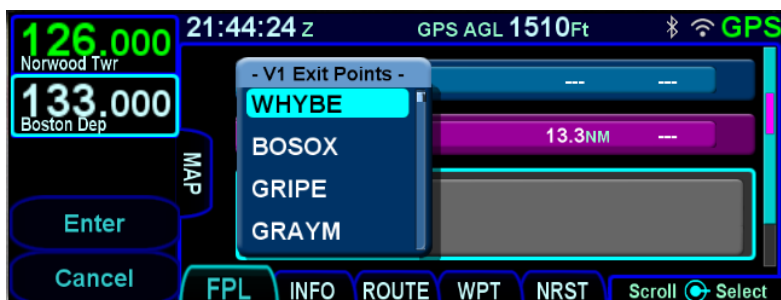 126.000
Norwood Twr
133.000
Boston Dep
21:44:24 Z GPS AGL 1510Ft GPS
- V1 Exit Points -
WHYBE
BOSOX
GRIPE
GRAYM
--- ---
13.3NM ---
MAP
Enter
Cancel
FPL INFO ROUTE WPT NRST Scroll Select